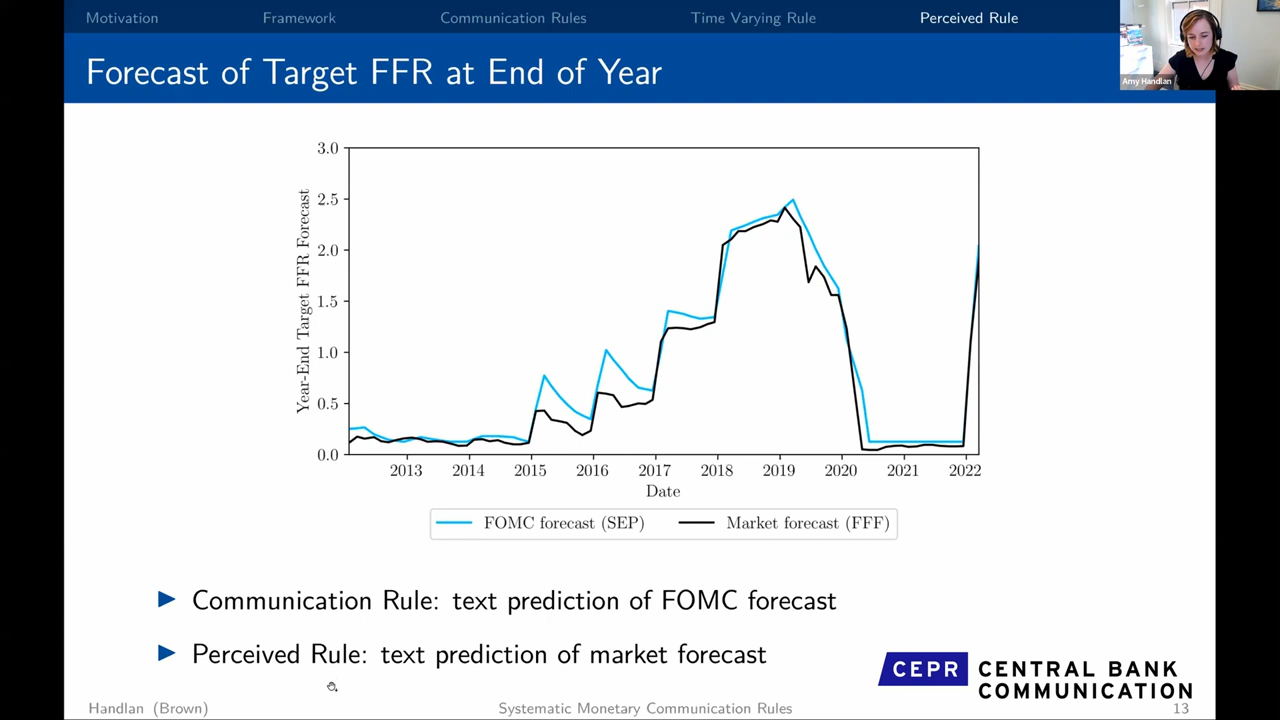 Motivation Framework Communication Rules Time Varying Rule Perceived Rule
Amy Handlan
Forecast of Target FFR at End of Year
Year-End Target FFR Forecast
3.0
2.5
2.0
1.5
1.0
0.5
0.0
2013 2014 2015 2016 2017 2018 2019 2020 2021 2022
Date
FOMC forecast (SEP) Market forecast (FFF)
▶ Communication Rule: text prediction of FOMC forecast
▶ Perceived Rule: text prediction of market forecast
CEPR CENTRAL BANK
COMMUNICATION
Handlan (Brown) Systematic Monetary Communication Rules 13